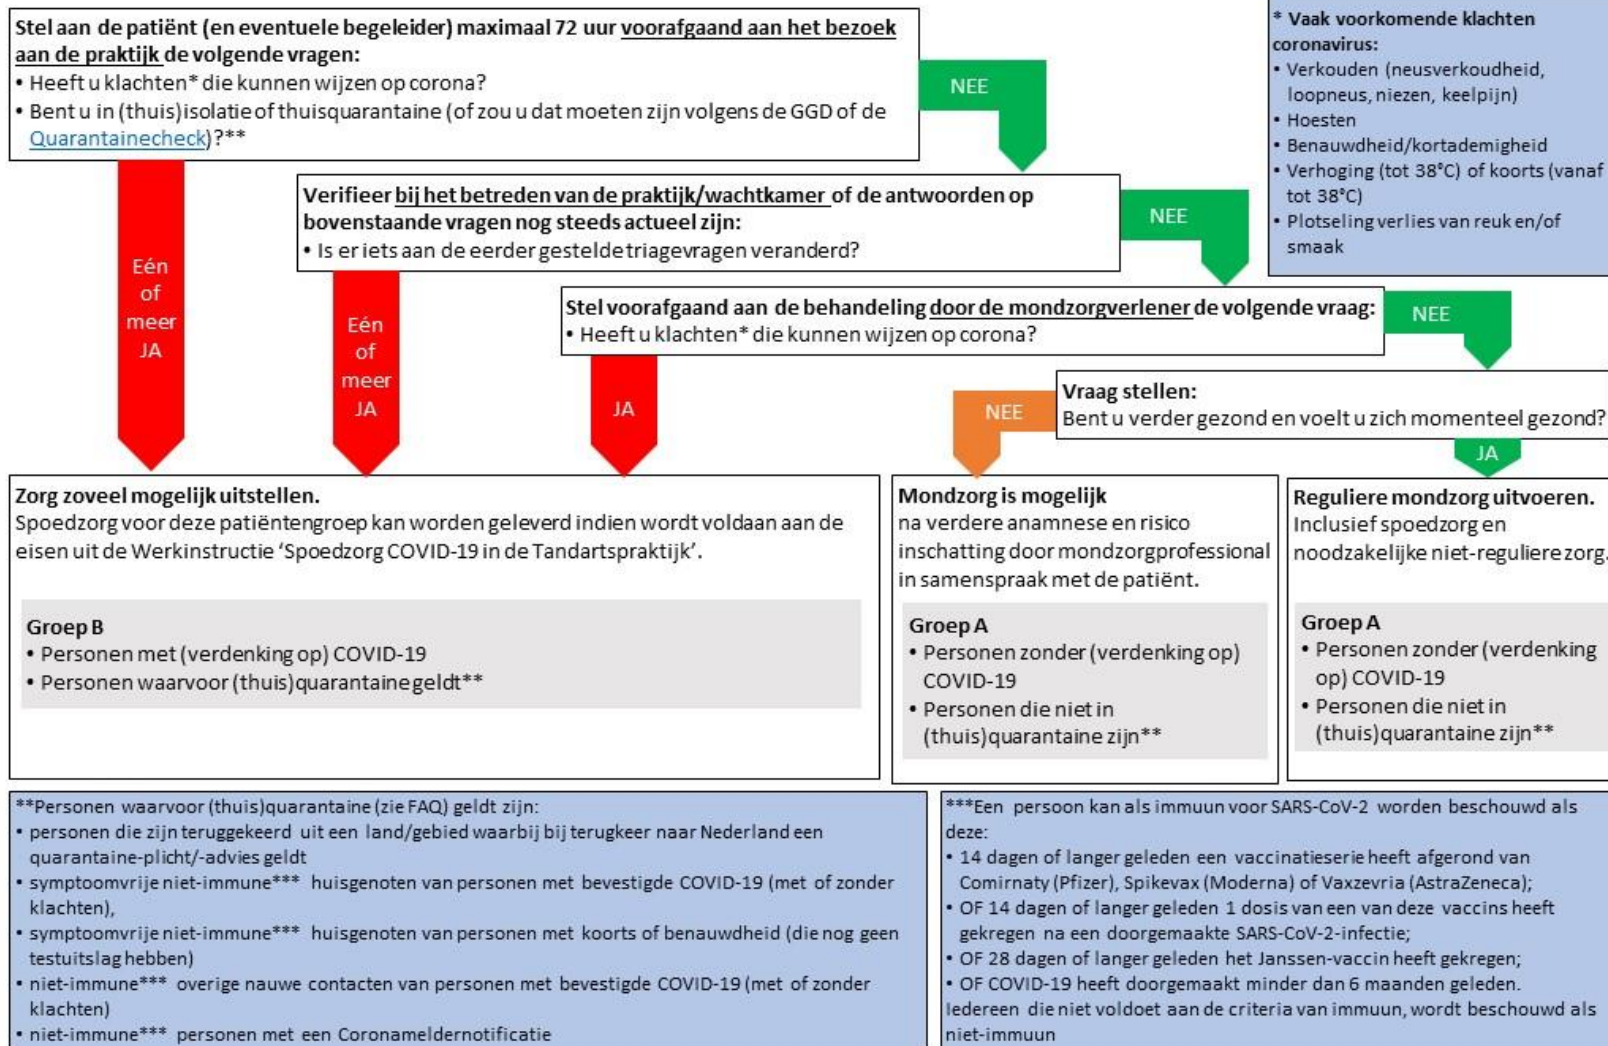 Stel aan de patiënt (en eventuele begeleider) maximaal 72 uur voorafgaand aan het bezoek
aan de praktijk de volgende vragen:
• Heeft u klachten* die kunnen wijzen op corona?
• Bent u in (thuis)isolatie of thuisquarantaine (of zou u dat moeten zijn volgens de GGD of de
Quarantainecheck)?**
NEE
* Vaak voorkomende klachten
coronavirus:
• Verkouden (neusverkoudheid,
loopneus, niezen, keelpijn)
• Hoesten
• Benauwdheid/kortademigheid
• Verhoging (tot 38°C) of koorts (vanaf
tot 38°C)
• Plotseling verlies van reuk en/of
smaak
Eén
of
meer
JA
Verifieer bij het betreden van de praktijk/wachtkamer of de antwoorden op
bovenstaande vragen nog steeds actueel zijn:
• Is er iets aan de eerder gestelde triagevragen veranderd?
NEE
Eén
of
meer
JA
Stel voorafgaand aan de behandeling door de mondzorgverlener de volgende vraag:
• Heeft u klachten* die kunnen wijzen op corona?
NEE
JA
Vraag stellen:
Bent u verder gezond en voelt u zich momenteel gezond?
NEE
JA
Zorg zoveel mogelijk uitstellen.
Spoedzorg voor deze patiëntengroep kan worden geleverd indien wordt voldaan aan de
eisen uit de Werkinstructie ‘Spoedzorg COVID-19 in de Tandartspraktijk’.
Groep B
• Personen met (verdenking op) COVID-19
• Personen waarvoor (thuis)quarantaine geldt**
Mondzorg is mogelijk
na verdere anamnese en risico
inschatting door mondzorgprofessional
in samenspraak met de patiënt.
Groep A
• Personen zonder (verdenking op)
COVID-19
• Personen die niet in
(thuis)quarantaine zijn**
Reguliere mondzorg uitvoeren.
Inclusief spoedzorg en
noodzakelijke niet-reguliere zorg.
Groep A
• Personen zonder (verdenking
op) COVID-19
• Personen die niet in
(thuis)quarantaine zijn**
**Personen waarvoor (thuis)quarantaine (zie FAQ) geldt zijn:
• personen die zijn teruggekeerd uit een land/gebied waarbij bij terugkeer naar Nederland een
quarantaine-plicht/-advies geldt
• symptoomvrije niet-immune*** huisgenoten van personen met bevestigde COVID-19 (met of zonder
klachten),
• symptoomvrije niet-immune*** huisgenoten van personen met koorts of benauwdheid (die nog geen
testuitslag hebben)
• niet-immune*** overige nauwe contacten van personen met bevestigde COVID-19 (met of zonder
klachten)
• niet-immune*** personen met een Coronameldernotificatie
***Een persoon kan als immuun voor SARS-CoV-2 worden beschouwd als
deze:
• 14 dagen of langer geleden een vaccinatieserie heeft afgerond van
Comirnaty (Pfizer), Spikevax (Moderna) of Vaxzevria (AstraZeneca);
• OF 14 dagen of langer geleden 1 dosis van een van deze vaccins heeft
gekregen na een doorgemaakte SARS-CoV-2-infectie;
• OF 28 dagen of langer geleden het Janssen-vaccin heeft gekregen;
• OF COVID-19 heeft doorgemaakt minder dan 6 maanden geleden.
Iedereen die niet voldoet aan de criteria van immuun, wordt beschouwd als
niet-immuun